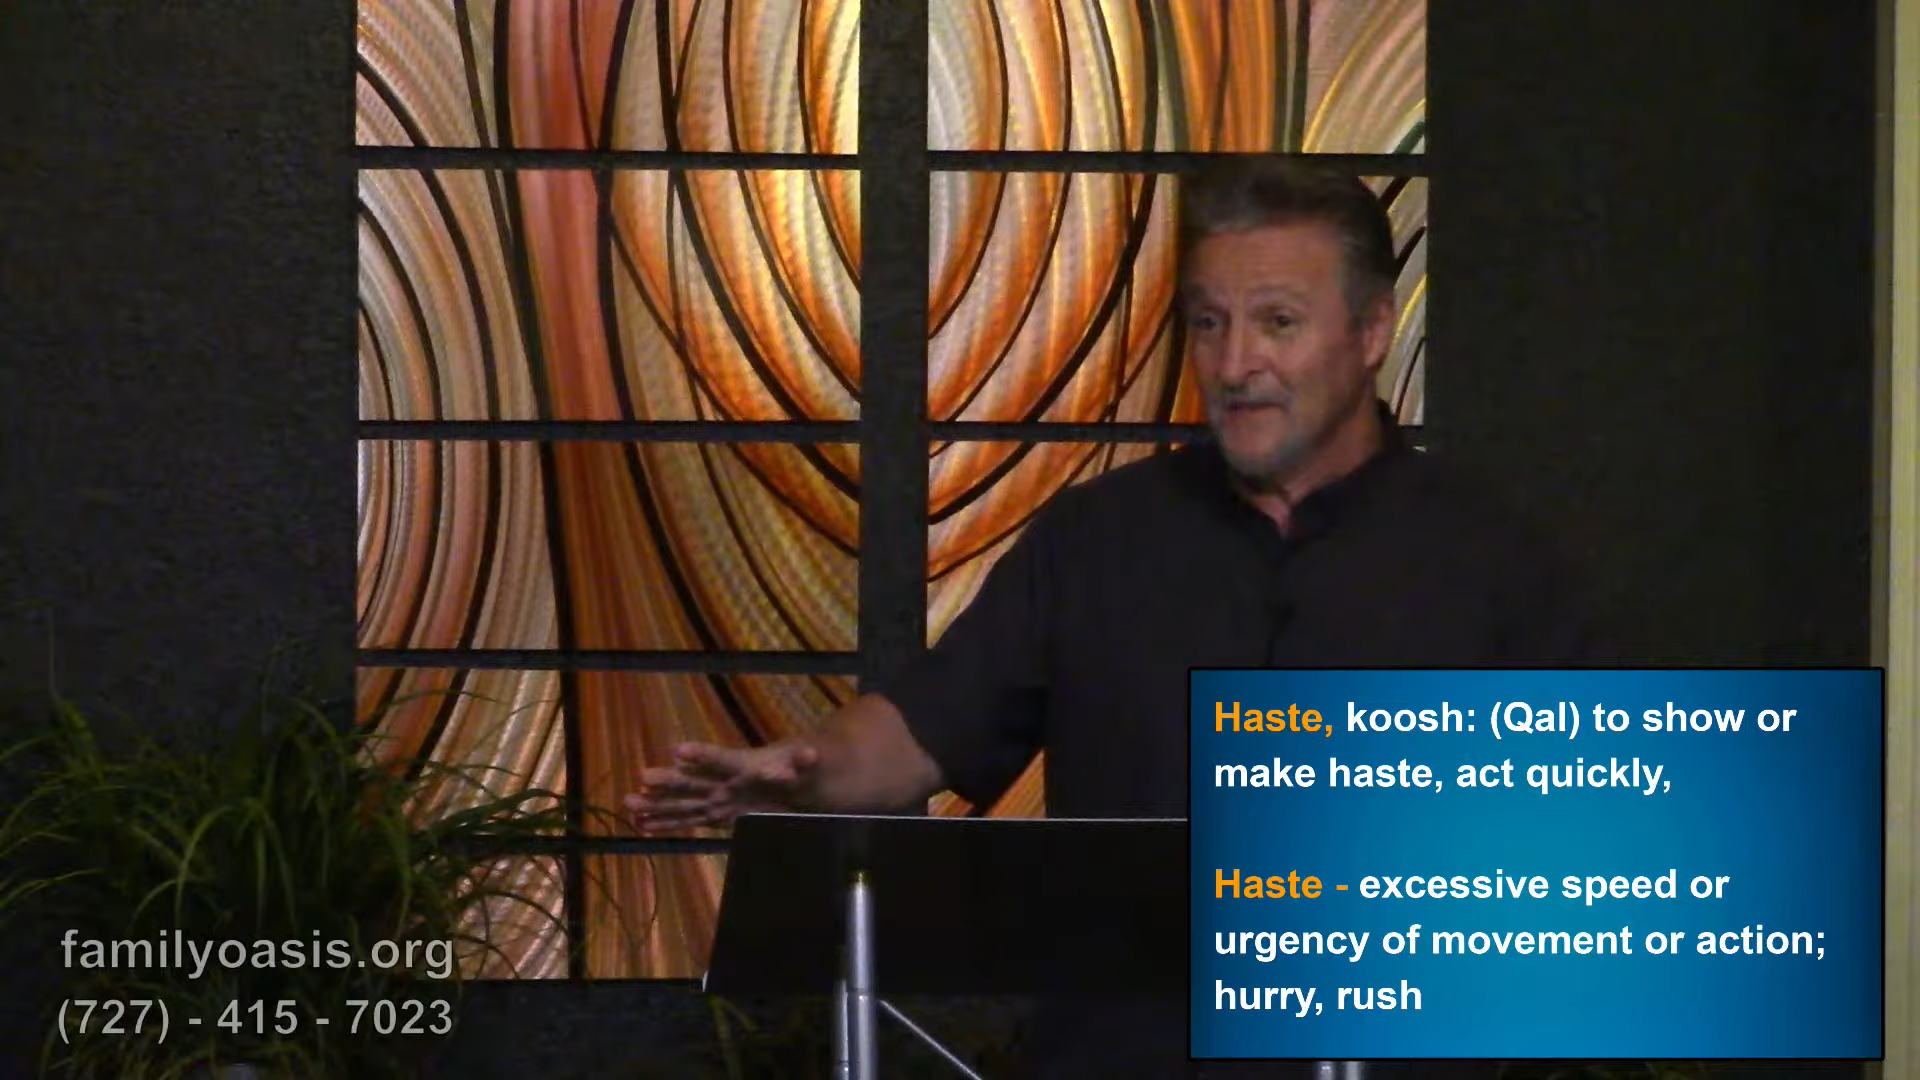 Haste, koosh: (Qal) to show or
make haste, act quickly,
Haste - excessive speed or
urgency of movement or action;
hurry, rush
familyoasis.org
(727) - 415 - 7023